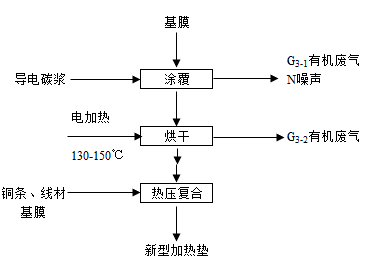 基膜
G3-1有机废气
导电碳浆
涂覆
N噪声
电加热
烘干
G3-2有机废气
130-150℃
铜条、线材
热压复合
基膜
新型加热垫